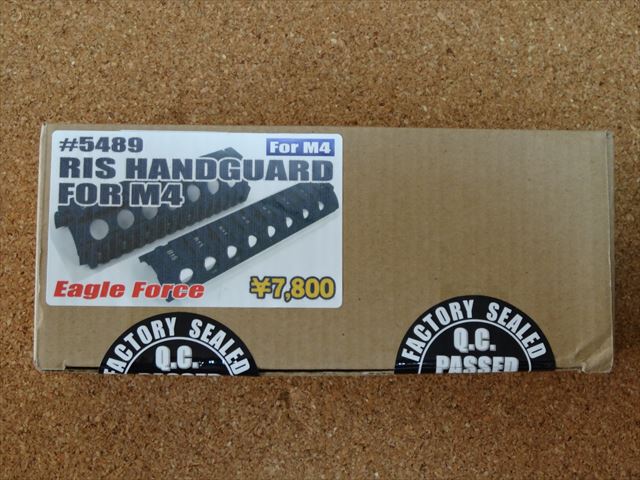 #5489
For M4
RIS HANDGUARD
FOR M4
Eagle Force
¥7,800
FACTORY SEALED
Q.C.
FACTORY SEALED
Q.C.
PASSED